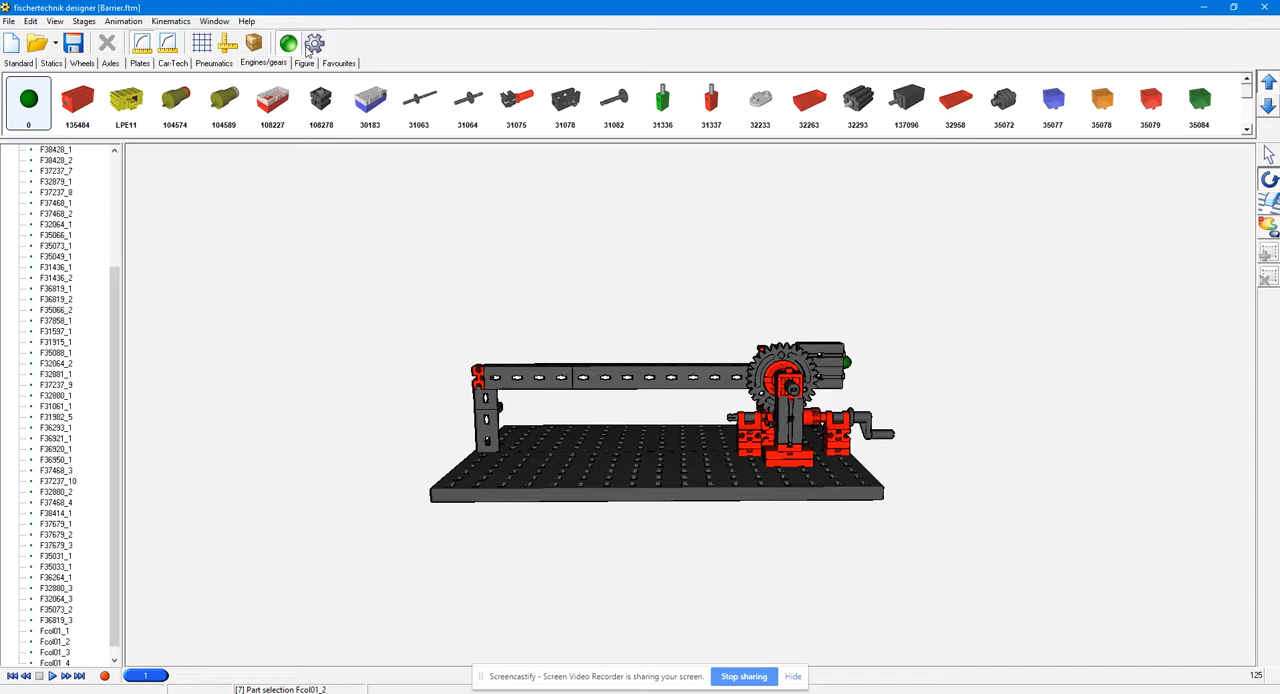 fischertechnik designer [Barrier.ftm]
File Edit View Stages Animation Kinematics Window Help
Standard Statics Wheels Axles Plates Car-Tech Pneumatics Engines/gears Figure Favourites
0 135484 LPE11 104574 104589 108227 108278 30183 31063 31064 31075 31078 31082 31336 31337 32233 32263 32293 137096 32958 35072 35077 35078 35079 35084
F38428_1
F38428_2
F37237_7
F32879_1
F37237_8
F37468_1
F37468_2
F32064_1
F35066_1
F35073_1
F35049_1
F31436_1
F31436_2
F36819_1
F36819_2
F35066_2
F37858_1
F31597_1
F31915_1
F35088_1
F32064_2
F32881_1
F37237_9
F32880_1
F31061_1
F31982_5
F36293_1
F36921_1
F36920_1
F36950_1
F37468_3
F37237_10
F32880_2
F37468_4
F38414_1
F37679_1
F37679_2
F37679_3
F35031_1
F35033_1
F36264_1
F32880_3
F32064_3
F35073_2
F36819_3
Fcol01_1
Fcol01_2
Fcol01_3
Fcol01_4
1
Screencastify - Screen Video Recorder is sharing your screen. Stop sharing Hide
125
[7] Part selection Fcol01_2